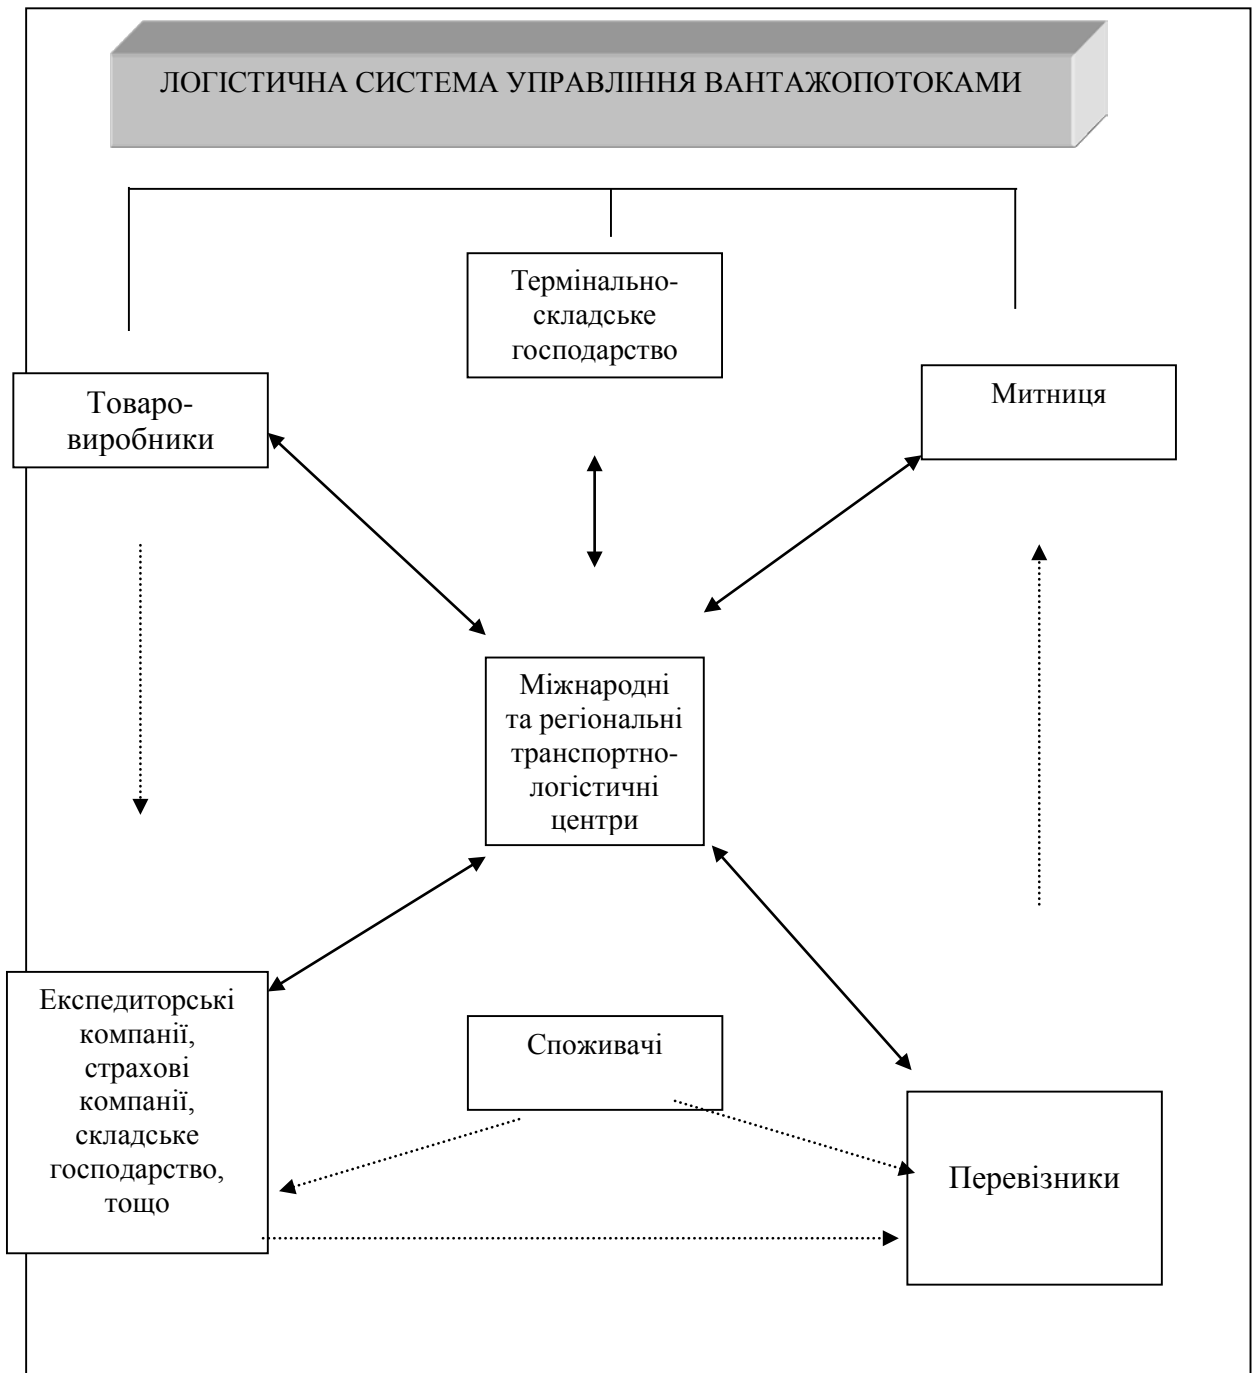 ЛОГІСТИЧНА СИСТЕМА УПРАВЛІННЯ ВАНТАЖОПОТОКАМИ
Термінально-
складське
господарство
Товаро-
виробники
Митниця
Міжнародні
та регіональні
транспортно-
логістичні
центри
Експедиторські
компанії,
страхові
компанії,
складське
господарство,
тощо
Споживачі
Перевізники